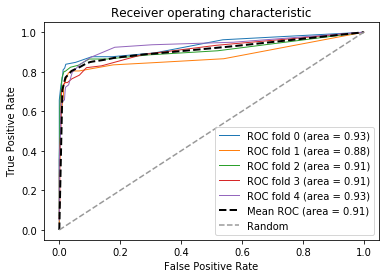 Receiver operating characteristic
1.0
0.8
0.6
0.4
0.2
0.0
True Positive Rate
ROC fold 0 (area = 0.93)
ROC fold 1 (area = 0.88)
ROC fold 2 (area = 0.91)
ROC fold 3 (area = 0.91)
ROC fold 4 (area = 0.93)
Mean ROC (area = 0.91)
Random
0.0 0.2 0.4 0.6 0.8 1.0
False Positive Rate